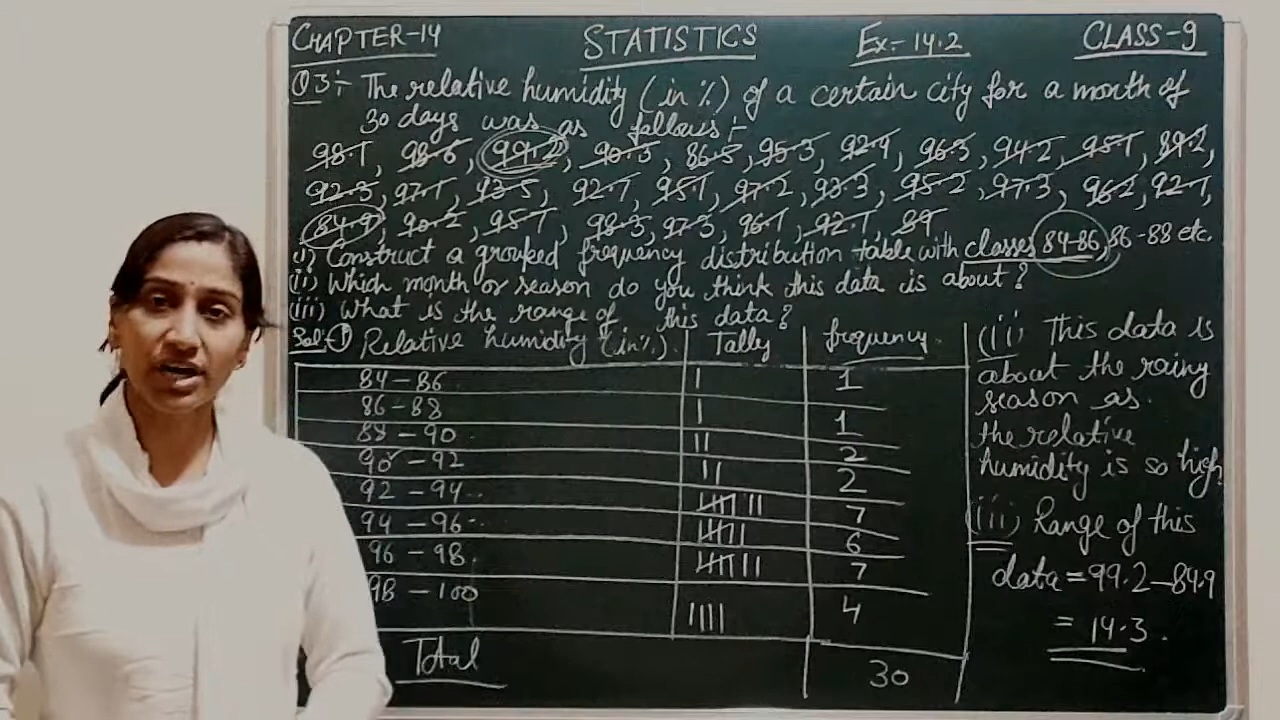 CHAPTER-14 STATISTICS Ex-14.2 CLASS-9
Q3:- The relative humidity (in %) of a certain city for a month of
30 days was as follows:-
98.1, 98.6, 99.2, 90.3, 86.5, 95.3, 92.9, 96.3, 94.2, 95.1, 89.2,
92.3, 97.1, 93.5, 92.7, 95.1, 97.2, 93.3, 95.2, 97.3, 96.2, 92.1,
84.9, 90.2, 95.7, 98.3, 97.3, 96.1, 92.1, 89
(i) Construct a grouped frequency distribution table with classes 84-86, 86-88 etc.
(ii) Which month or season do you think this data is about?
(iii) What is the range of this data?
Sol:- (i) Relative humidity (in%) Tally frequency
84-86 | 1
86-88 | 1
88-90 || 2
90-92 || 2
92-94 |||| || 7
94-96 |||| | 6
96-98 |||| || 7
98-100 |||| 4
Total 30
(ii) This data is
about the rainy
season as
the relative
humidity is so high
(iii) Range of this
data = 99.2-84.9
= 14.3.